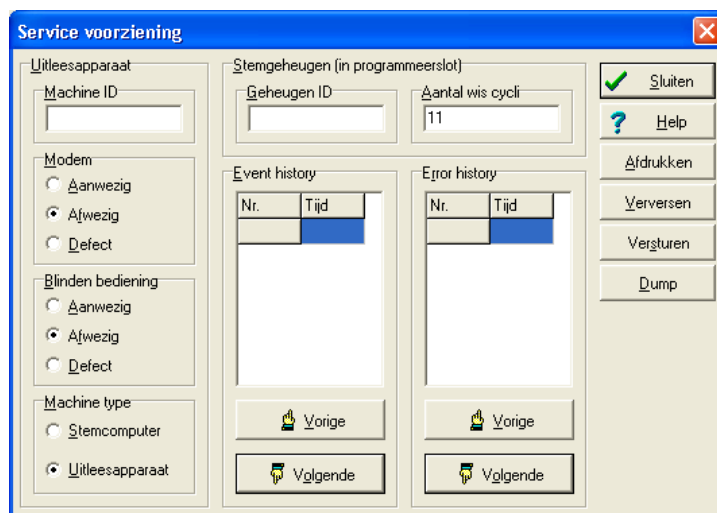 Service voorziening
Uitleesapparaat
Machine ID
Modem
Aanwezig
Afwezig
Defect
Blinden bediening
Aanwezig
Afwezig
Defect
Machine type
Stemcomputer
Uitleesapparaat
Stemgeheugen (in programmeerslot)
Geheugen ID
Aantal wis cycli
11
Event history
Nr. Tijd
Vorige
Volgende
Error history
Nr. Tijd
Vorige
Volgende
Sluiten
? Help
Afdrukken
Verversen
Versturen
Dump